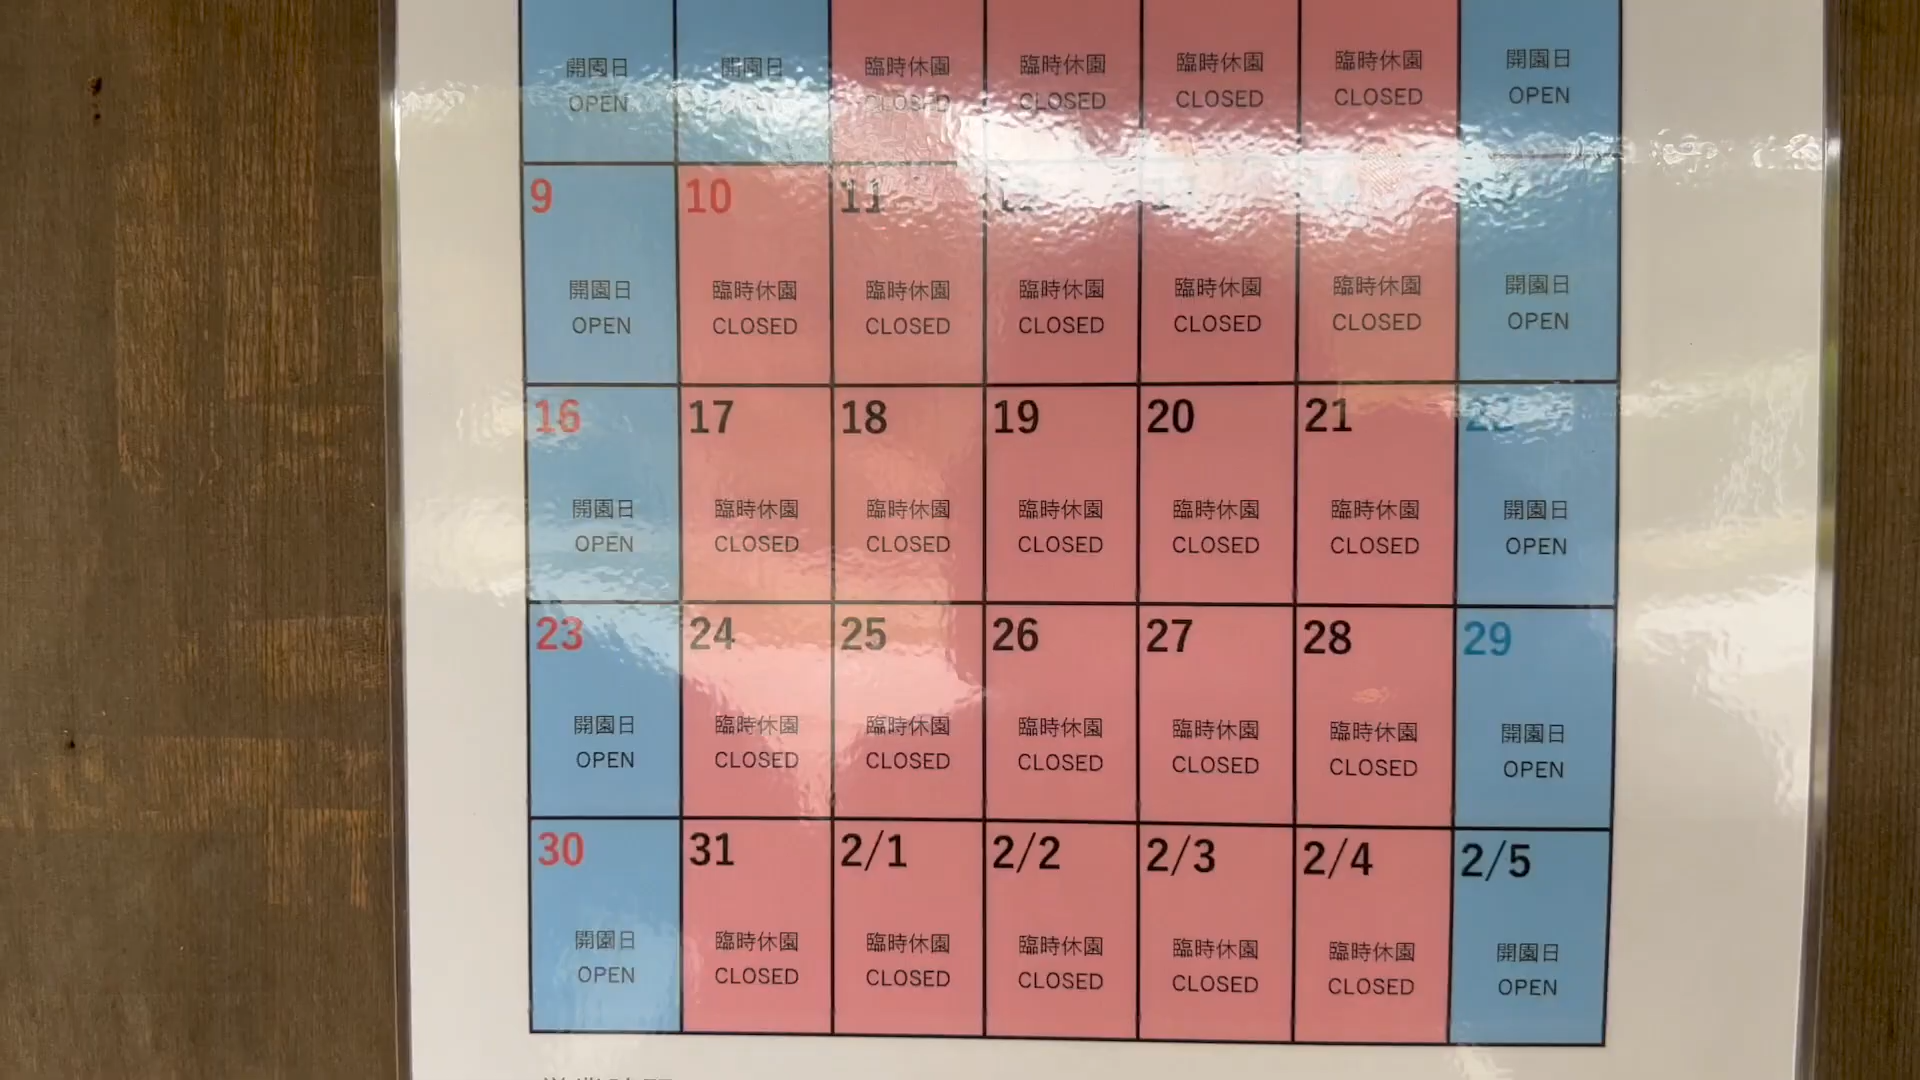 開園日 開園日 臨時休園 臨時休園 臨時休園 臨時休園 開園日
OPEN CLOSED CLOSED CLOSED CLOSED OPEN
9 10 11
開園日 臨時休園 臨時休園 臨時休園 臨時休園 臨時休園 開園日
OPEN CLOSED CLOSED CLOSED CLOSED CLOSED OPEN
16 17 18 19 20 21 22
開園日 臨時休園 臨時休園 臨時休園 臨時休園 臨時休園 開園日
OPEN CLOSED CLOSED CLOSED CLOSED CLOSED OPEN
23 24 25 26 27 28 29
開園日 臨時休園 臨時休園 臨時休園 臨時休園 臨時休園 開園日
OPEN CLOSED CLOSED CLOSED CLOSED CLOSED OPEN
30 31 2/1 2/2 2/3 2/4 2/5
開園日 臨時休園 臨時休園 臨時休園 臨時休園 臨時休園 開園日
OPEN CLOSED CLOSED CLOSED CLOSED CLOSED OPEN